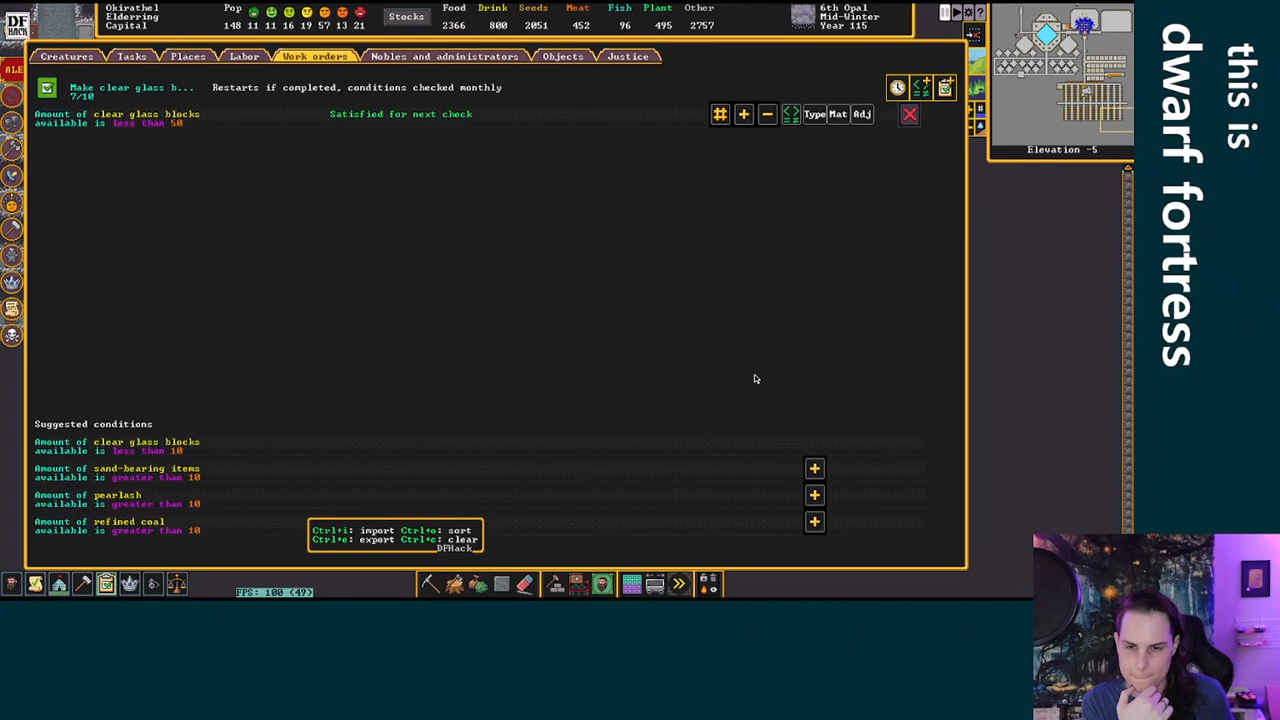 DF
HACK
Okirathel
Elderring
Capital
Pop
148 11 11 16 19 57 13 21
Stocks
Food Drink Seeds Meat Fish Plant Other
2366 800 2051 452 96 495 2757
6th Opal
Mid-Winter
Year 115
Creatures Tasks Places Labor Work orders Nobles and administrators Objects Justice
ALE
Make clear glass b... Restarts if completed, conditions checked monthly
7/10
Amount of clear glass blocks Satisfied for next check
available is less than 50
Type Mat Adj
Elevation -5
Suggested conditions
Amount of clear glass blocks
available is less than 10
Amount of sand-bearing items
available is greater than 10
Amount of pearlash
available is greater than 10
Amount of refined coal
available is greater than 10
Ctrl+i: import Ctrl+o: sort
Ctrl+e: export Ctrl+c: clear
DFHack
FPS: 100 (49)
this is
dwarf fortress